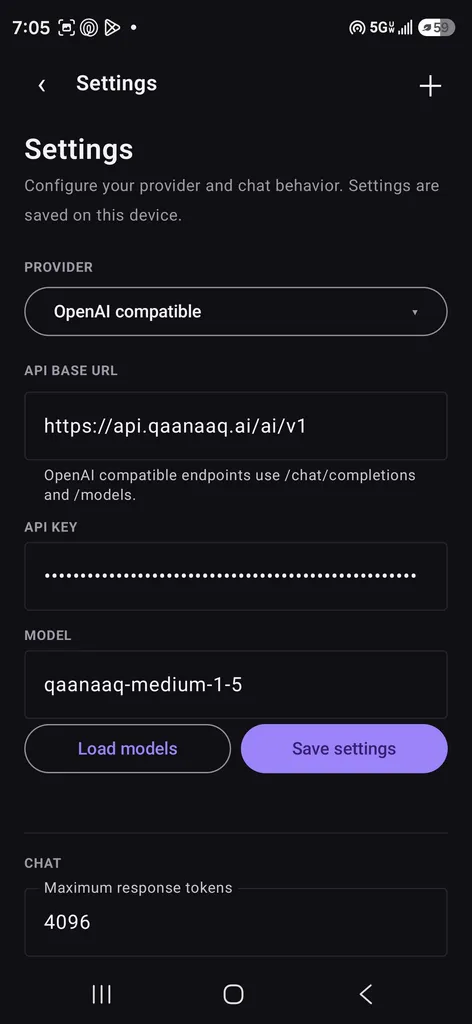 7:05
5G UW
59
Settings
Settings
Configure your provider and chat behavior. Settings are
saved on this device.
PROVIDER
OpenAI compatible
API BASE URL
https://api.qaanaaq.ai/ai/v1
OpenAI compatible endpoints use /chat/completions
and /models.
API KEY
MODEL
qaanaaq-medium-1-5
Load models
Save settings
CHAT
Maximum response tokens
4096